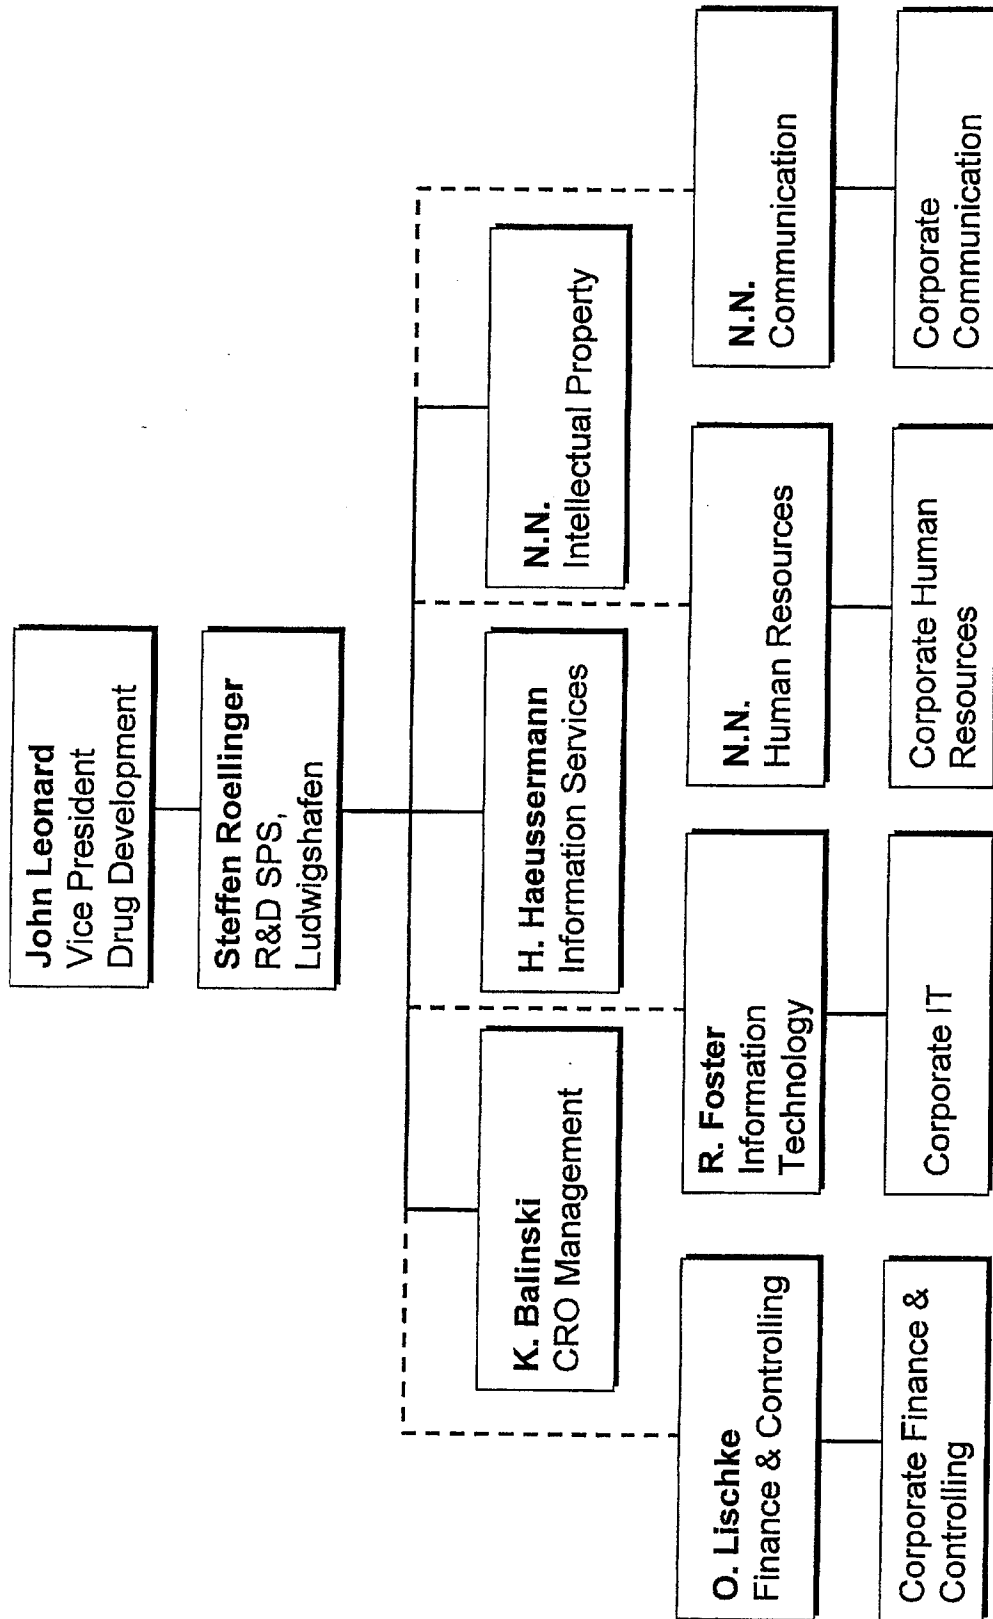 John Leonard
Vice President
Drug Development
Steffen Roellinger
R&D SPS,
Ludwigshafen
K. Balinski
CRO Management
H. Haeussermann
Information Services
N.N.
Intellectual Property
O. Lischke
Finance & Controlling
R. Foster
Information
Technology
N.N.
Human Resources
N.N.
Communication
Corporate Finance &
Controlling
Corporate IT
Corporate Human
Resources
Corporate
Communication